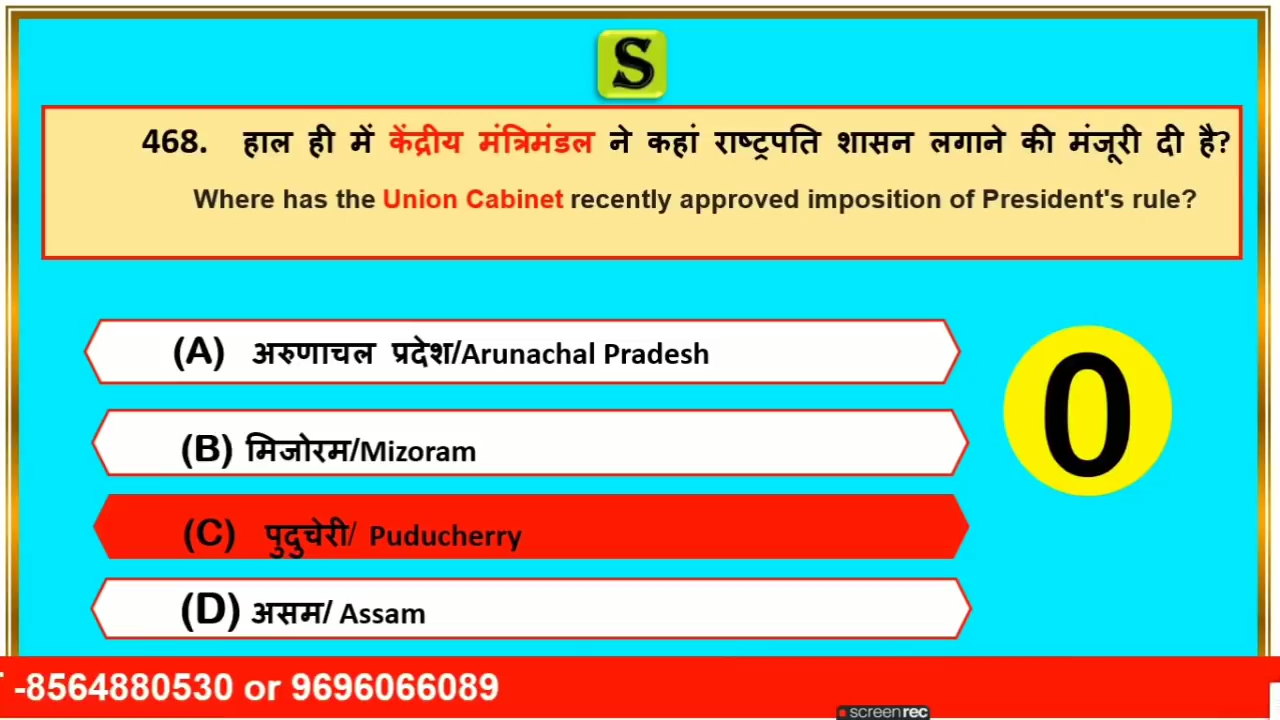 S
468. हाल ही में केंद्रीय मंत्रिमंडल ने कहां राष्ट्रपति शासन लगाने की मंजूरी दी है?
Where has the Union Cabinet recently approved imposition of President's rule?
(A) अरुणाचल प्रदेश/Arunachal Pradesh
0
(B) मिजोरम/Mizoram
(C) पुदुचेरी/ Puducherry
(D) असम/ Assam
-8564880530 or 9696066089
screenrec